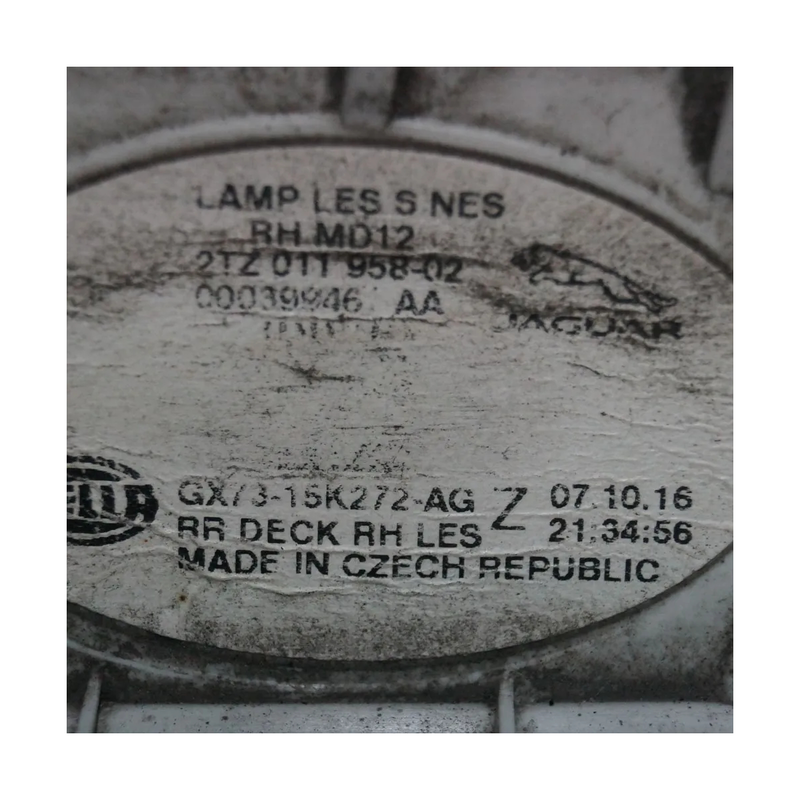 LAMP LES S NES
RH MD12
2TZ 011 958-02
00039946 AA
JAGUAR
HELLA
GX73-15K272-AG Z 07.10.16
RR DECK RH LES 21:34:56
MADE IN CZECH REPUBLIC